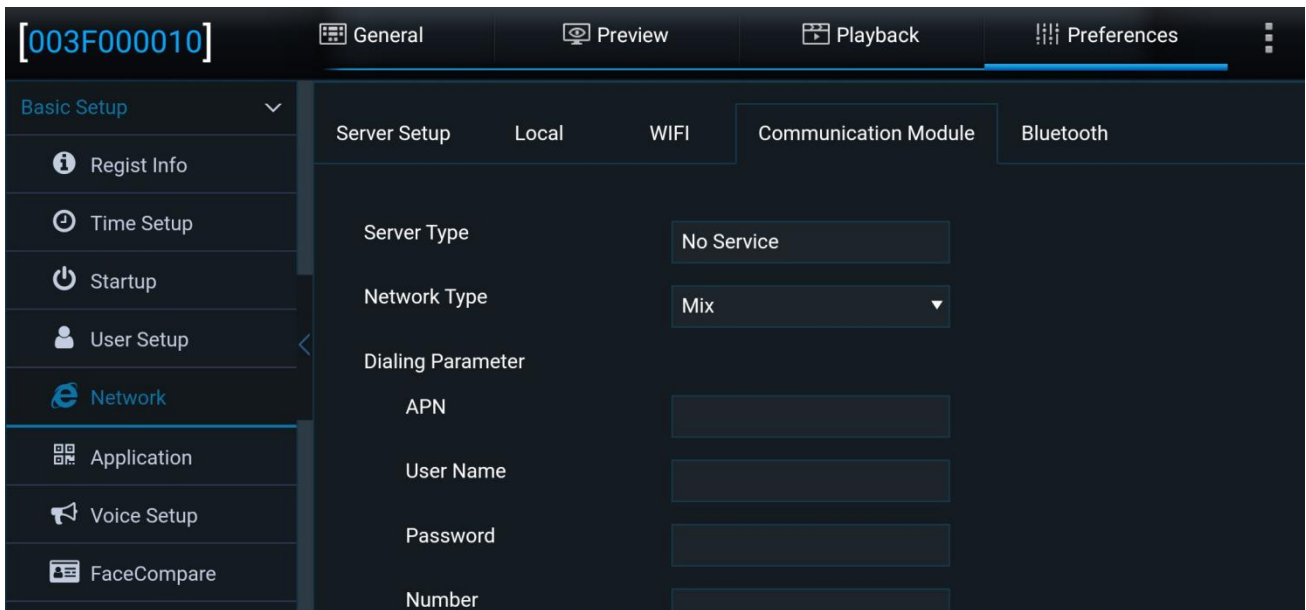 [003F000010]
General
Preview
Playback
Preferences
Basic Setup
Regist Info
Time Setup
Startup
User Setup
Network
Application
Voice Setup
FaceCompare
Server Setup
Local
WIFI
Communication Module
Bluetooth
Server Type
No Service
Network Type
Mix
Dialing Parameter
APN
User Name
Password
Number